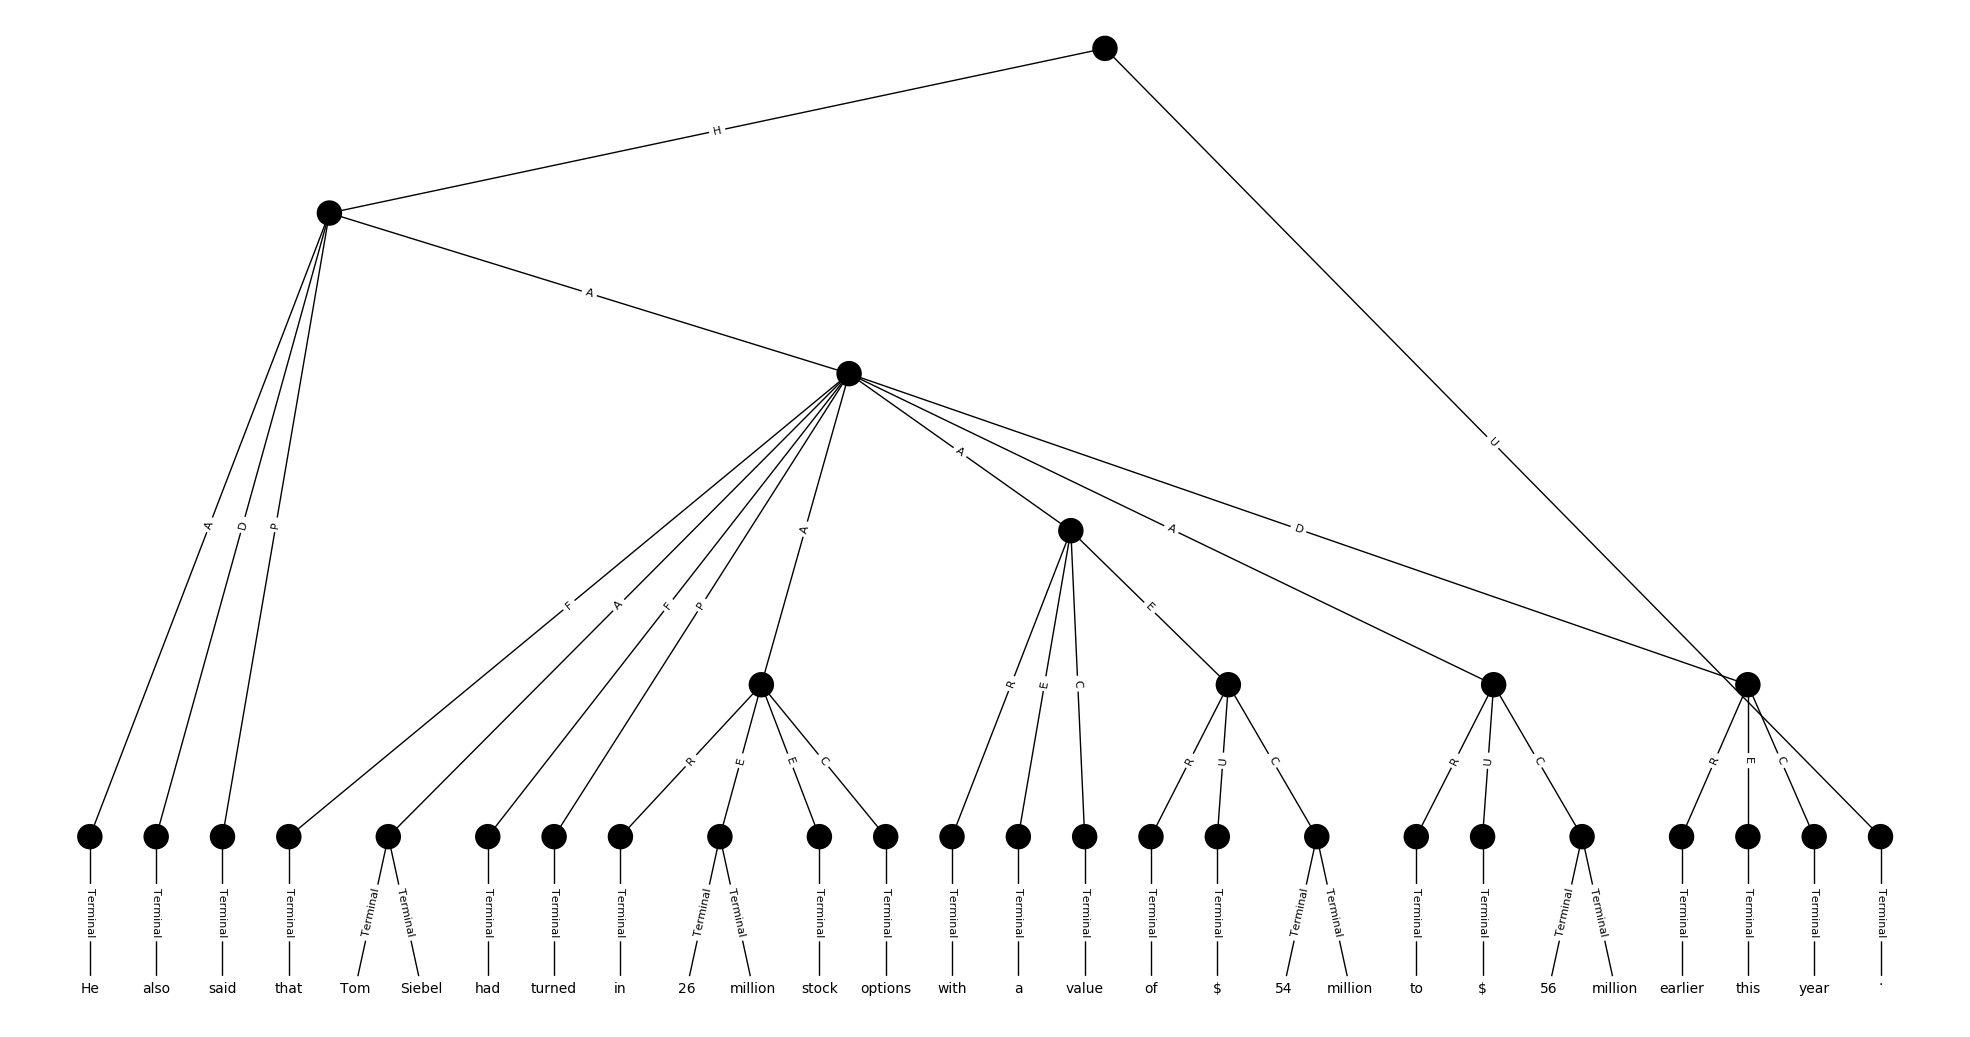 H
A
A
D
P
A
U
F
A
F
P
A
A
D
R
E
C
E
R
E
E
C
R
U
C
R
U
C
R
E
C
Terminal Terminal Terminal Terminal Terminal Terminal Terminal Terminal Terminal Terminal Terminal Terminal Terminal Terminal Terminal Terminal Terminal Terminal Terminal Terminal Terminal Terminal Terminal Terminal Terminal Terminal Terminal Terminal
He also said that Tom Siebel had turned in 26 million stock options with a value of $ 54 million to $ 56 million earlier this year .